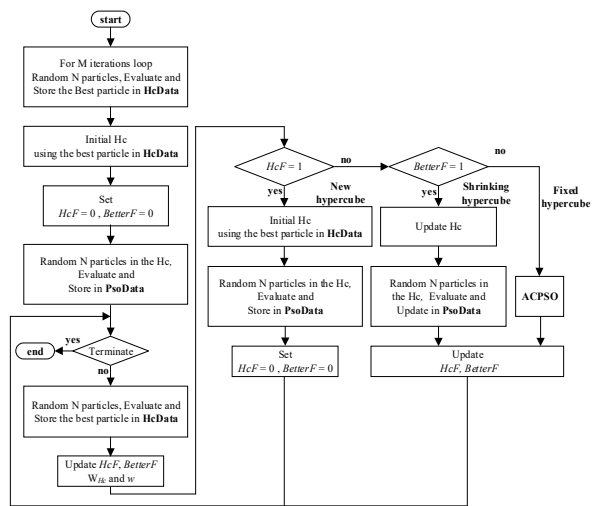 start
For M iterations loop
Random N particles, Evaluate and
Store the Best particle in HcData
Initial Hc
using the best particle in HcData
Set
HcF = 0 , BetterF = 0
Random N particles in the Hc,
Evaluate and
Store in PsoData
yes
end
Terminate
no
Random N particles, Evaluate and
Store the best particle in HcData
Update HcF, BetterF
WHc and w
HcF = 1
no
yes
New
hypercube
Initial Hc
using the best particle in HcData
Random N particles in the Hc,
Evaluate and
Store in PsoData
Set
HcF = 0 , BetterF = 0
BetterF = 1
no
yes
Shrinking
hypercube
Update Hc
Random N particles in
the Hc, Evaluate and
Update in PsoData
Fixed
hypercube
ACPSO
Update
HcF, BetterF